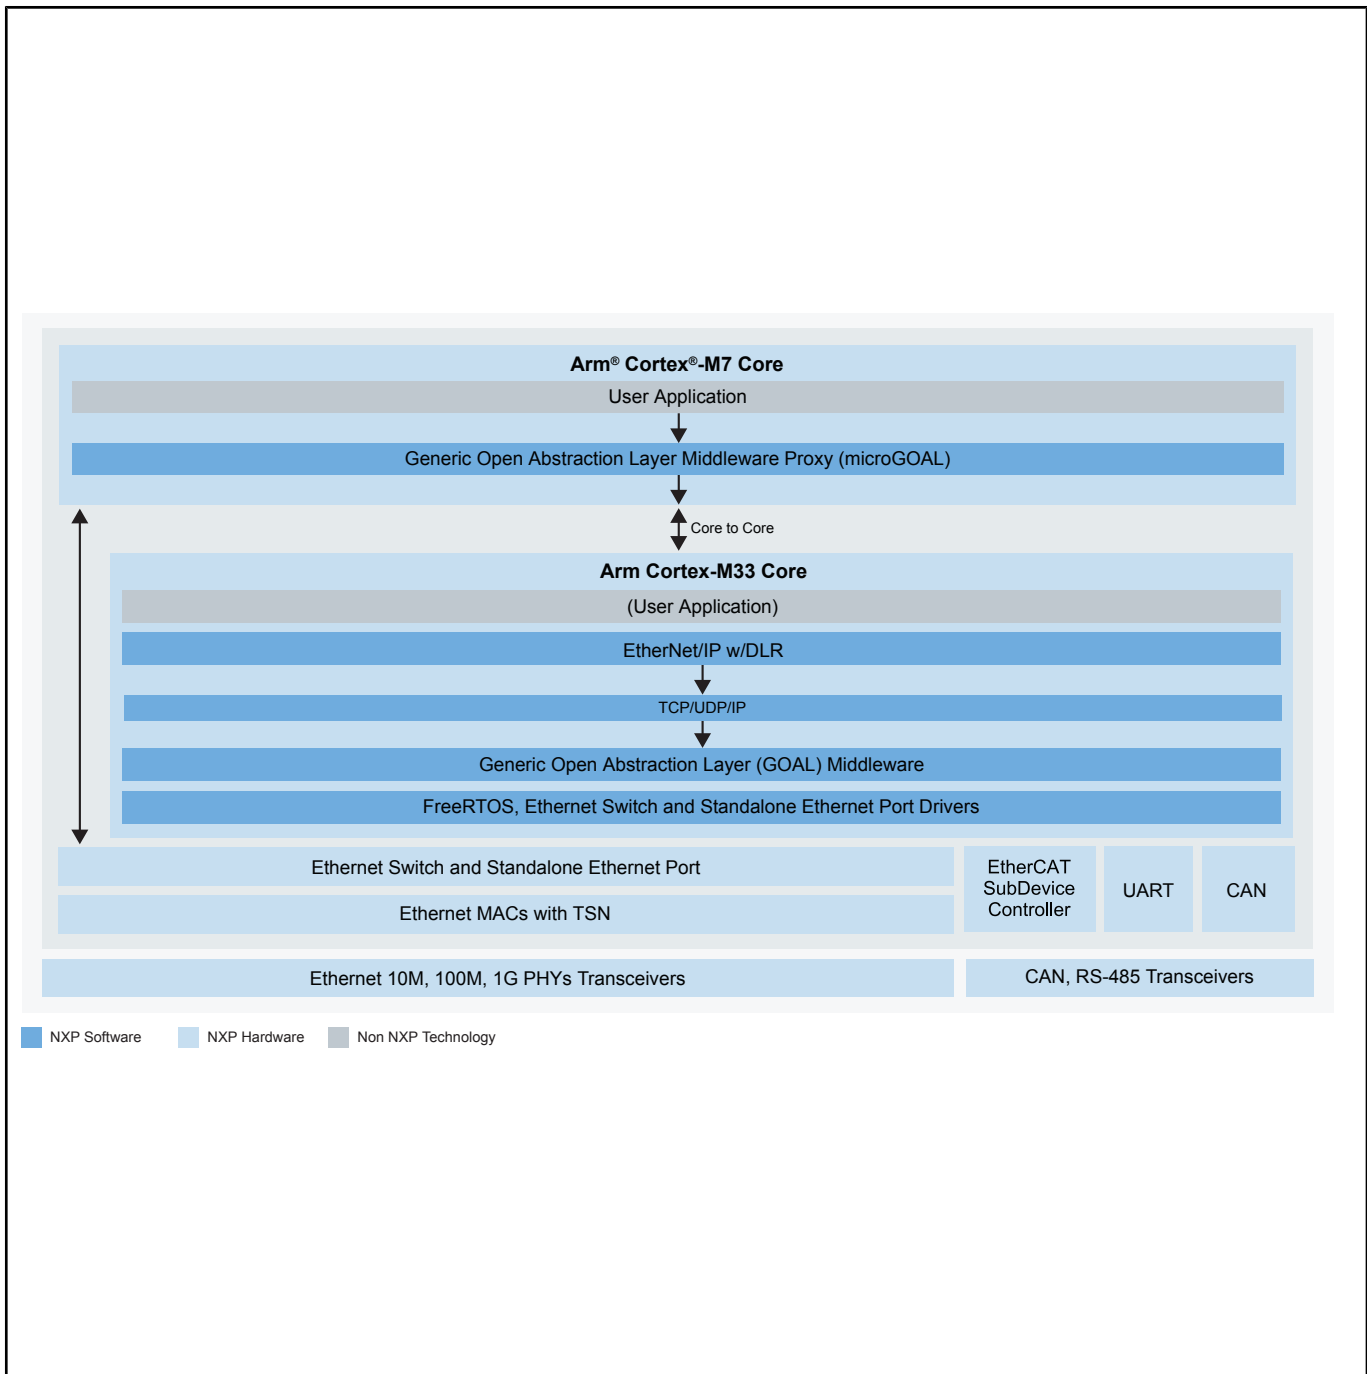 Arm® Cortex®-M7 Core
User Application
Generic Open Abstraction Layer Middleware Proxy (microGOAL)
Core to Core
Arm Cortex-M33 Core
(User Application)
EtherNet/IP w/DLR
TCP/UDP/IP
Generic Open Abstraction Layer (GOAL) Middleware
FreeRTOS, Ethernet Switch and Standalone Ethernet Port Drivers
Ethernet Switch and Standalone Ethernet Port
Ethernet MACs with TSN
EtherCAT
SubDevice
Controller
UART
CAN
Ethernet 10M, 100M, 1G PHYs Transceivers
CAN, RS-485 Transceivers
NXP Software
NXP Hardware
Non NXP Technology